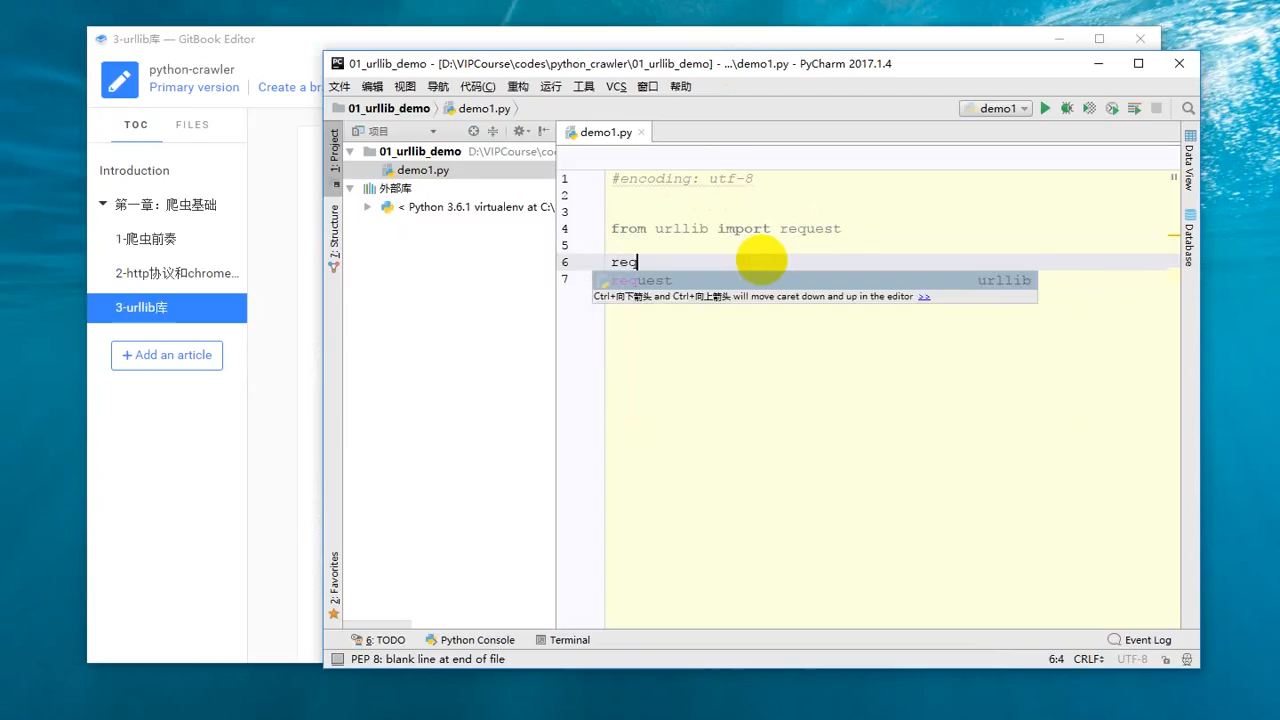 3-urllib库 — GitBook Editor
python-crawler
Primary version
Create a br
TOC
FILES
Introduction
第一章：爬虫基础
1-爬虫前奏
2-http协议和chrome...
3-urllib库
+ Add an article
01_urllib_demo - [D:\VIPCourse\codes\python_crawler\01_urllib_demo] - ...\demo1.py - PyCharm 2017.1.4
文件 编辑 视图 导航 代码(C) 重构 运行 工具 VCS 窗口 帮助
01_urllib_demo
demo1.py
demo1
1: Project
项目
demo1.py
01_urllib_demo D:\VIPCourse\co
demo1.py
外部库
< Python 3.6.1 virtualenv at C:\
7: Structure
2: Favorites
1 #encoding: utf-8
2
3
4 from urllib import request
5
6 req
7
request urllib
Ctrl+向下箭头 and Ctrl+向上箭头 will move caret down and up in the editor >>
Data View
Database
6: TODO
Python Console
Terminal
Event Log
PEP 8: blank line at end of file
6:4 CRLF UTF-8